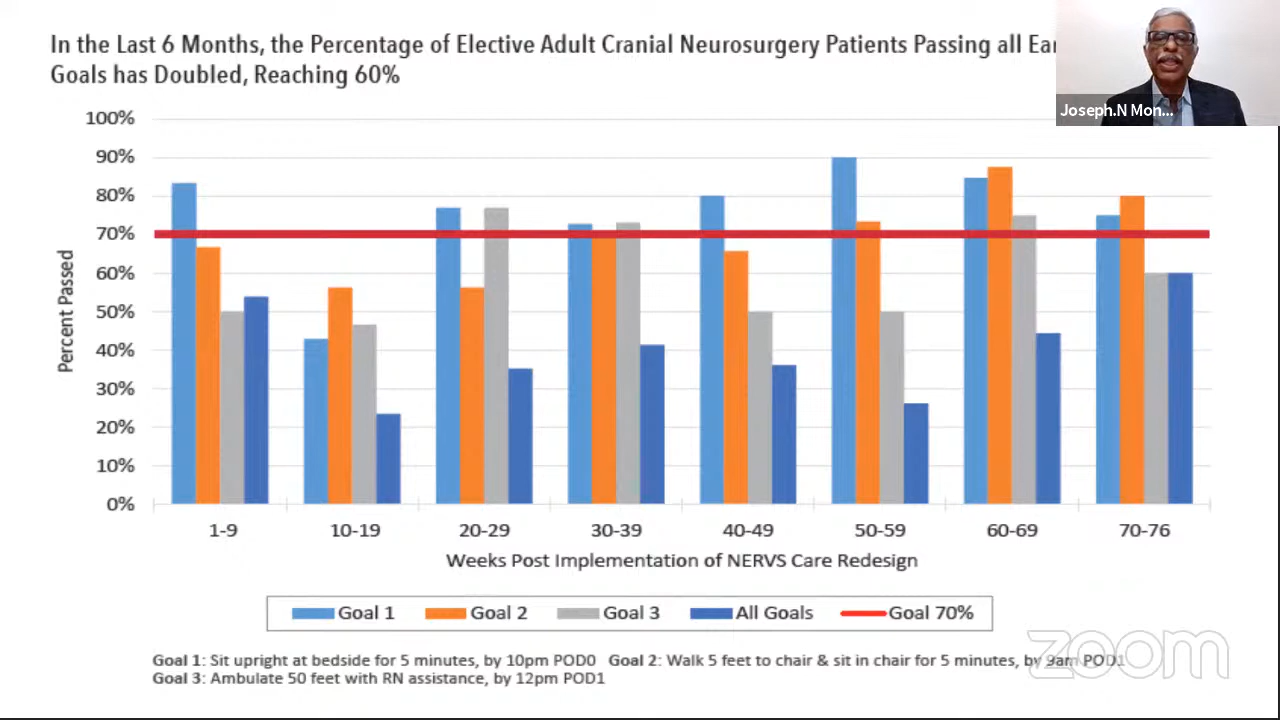 In the Last 6 Months, the Percentage of Elective Adult Cranial Neurosurgery Patients Passing all
Goals has Doubled, Reaching 60%
Joseph.N Mon...
100%
90%
80%
70%
60%
50%
40%
30%
20%
10%
0%
Percent Passed
1-9 10-19 20-29 30-39 40-49 50-59 60-69 70-76
Weeks Post Implementation of NERVS Care Redesign
Goal 1 Goal 2 Goal 3 All Goals Goal 70%
Goal 1: Sit upright at bedside for 5 minutes, by 10pm POD0 Goal 2: Walk 5 feet to chair & sit in chair for 5 minutes, by 9am POD1
Goal 3: Ambulate 50 feet with RN assistance, by 12pm POD1
zoom